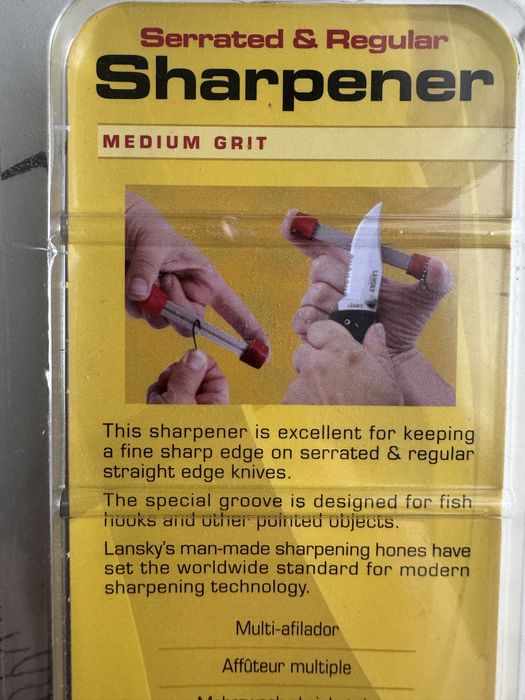 Serrated & Regular
Sharpener
MEDIUM GRIT
LANSKY
This sharpener is excellent for keeping
a fine sharp edge on serrated & regular
straight edge knives.
The special groove is designed for fish
hooks and other pointed objects.
Lansky's man-made sharpening hones have
set the worldwide standard for modern
sharpening technology.
Multi-afilador
Affûteur multiple